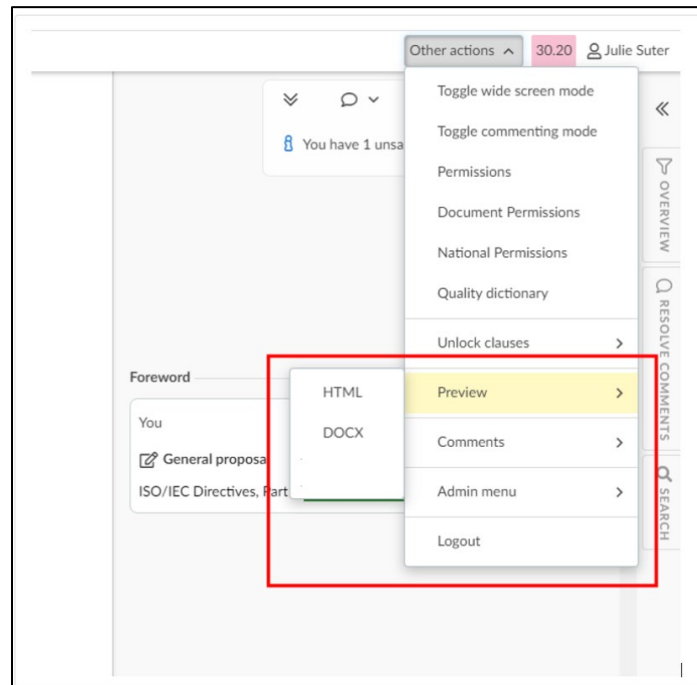 Other actions 30.20 Julie Suter
Toggle wide screen mode
You have 1 unsa
Toggle commenting mode
Permissions
Document Permissions
National Permissions
Quality dictionary
Unlock clauses
Foreword
HTML
DOCX
Preview
Comments
Admin menu
Logout
You
General proposa
ISO/IEC Directives, Part
OVERVIEW
RESOLVE COMMENTS
SEARCH